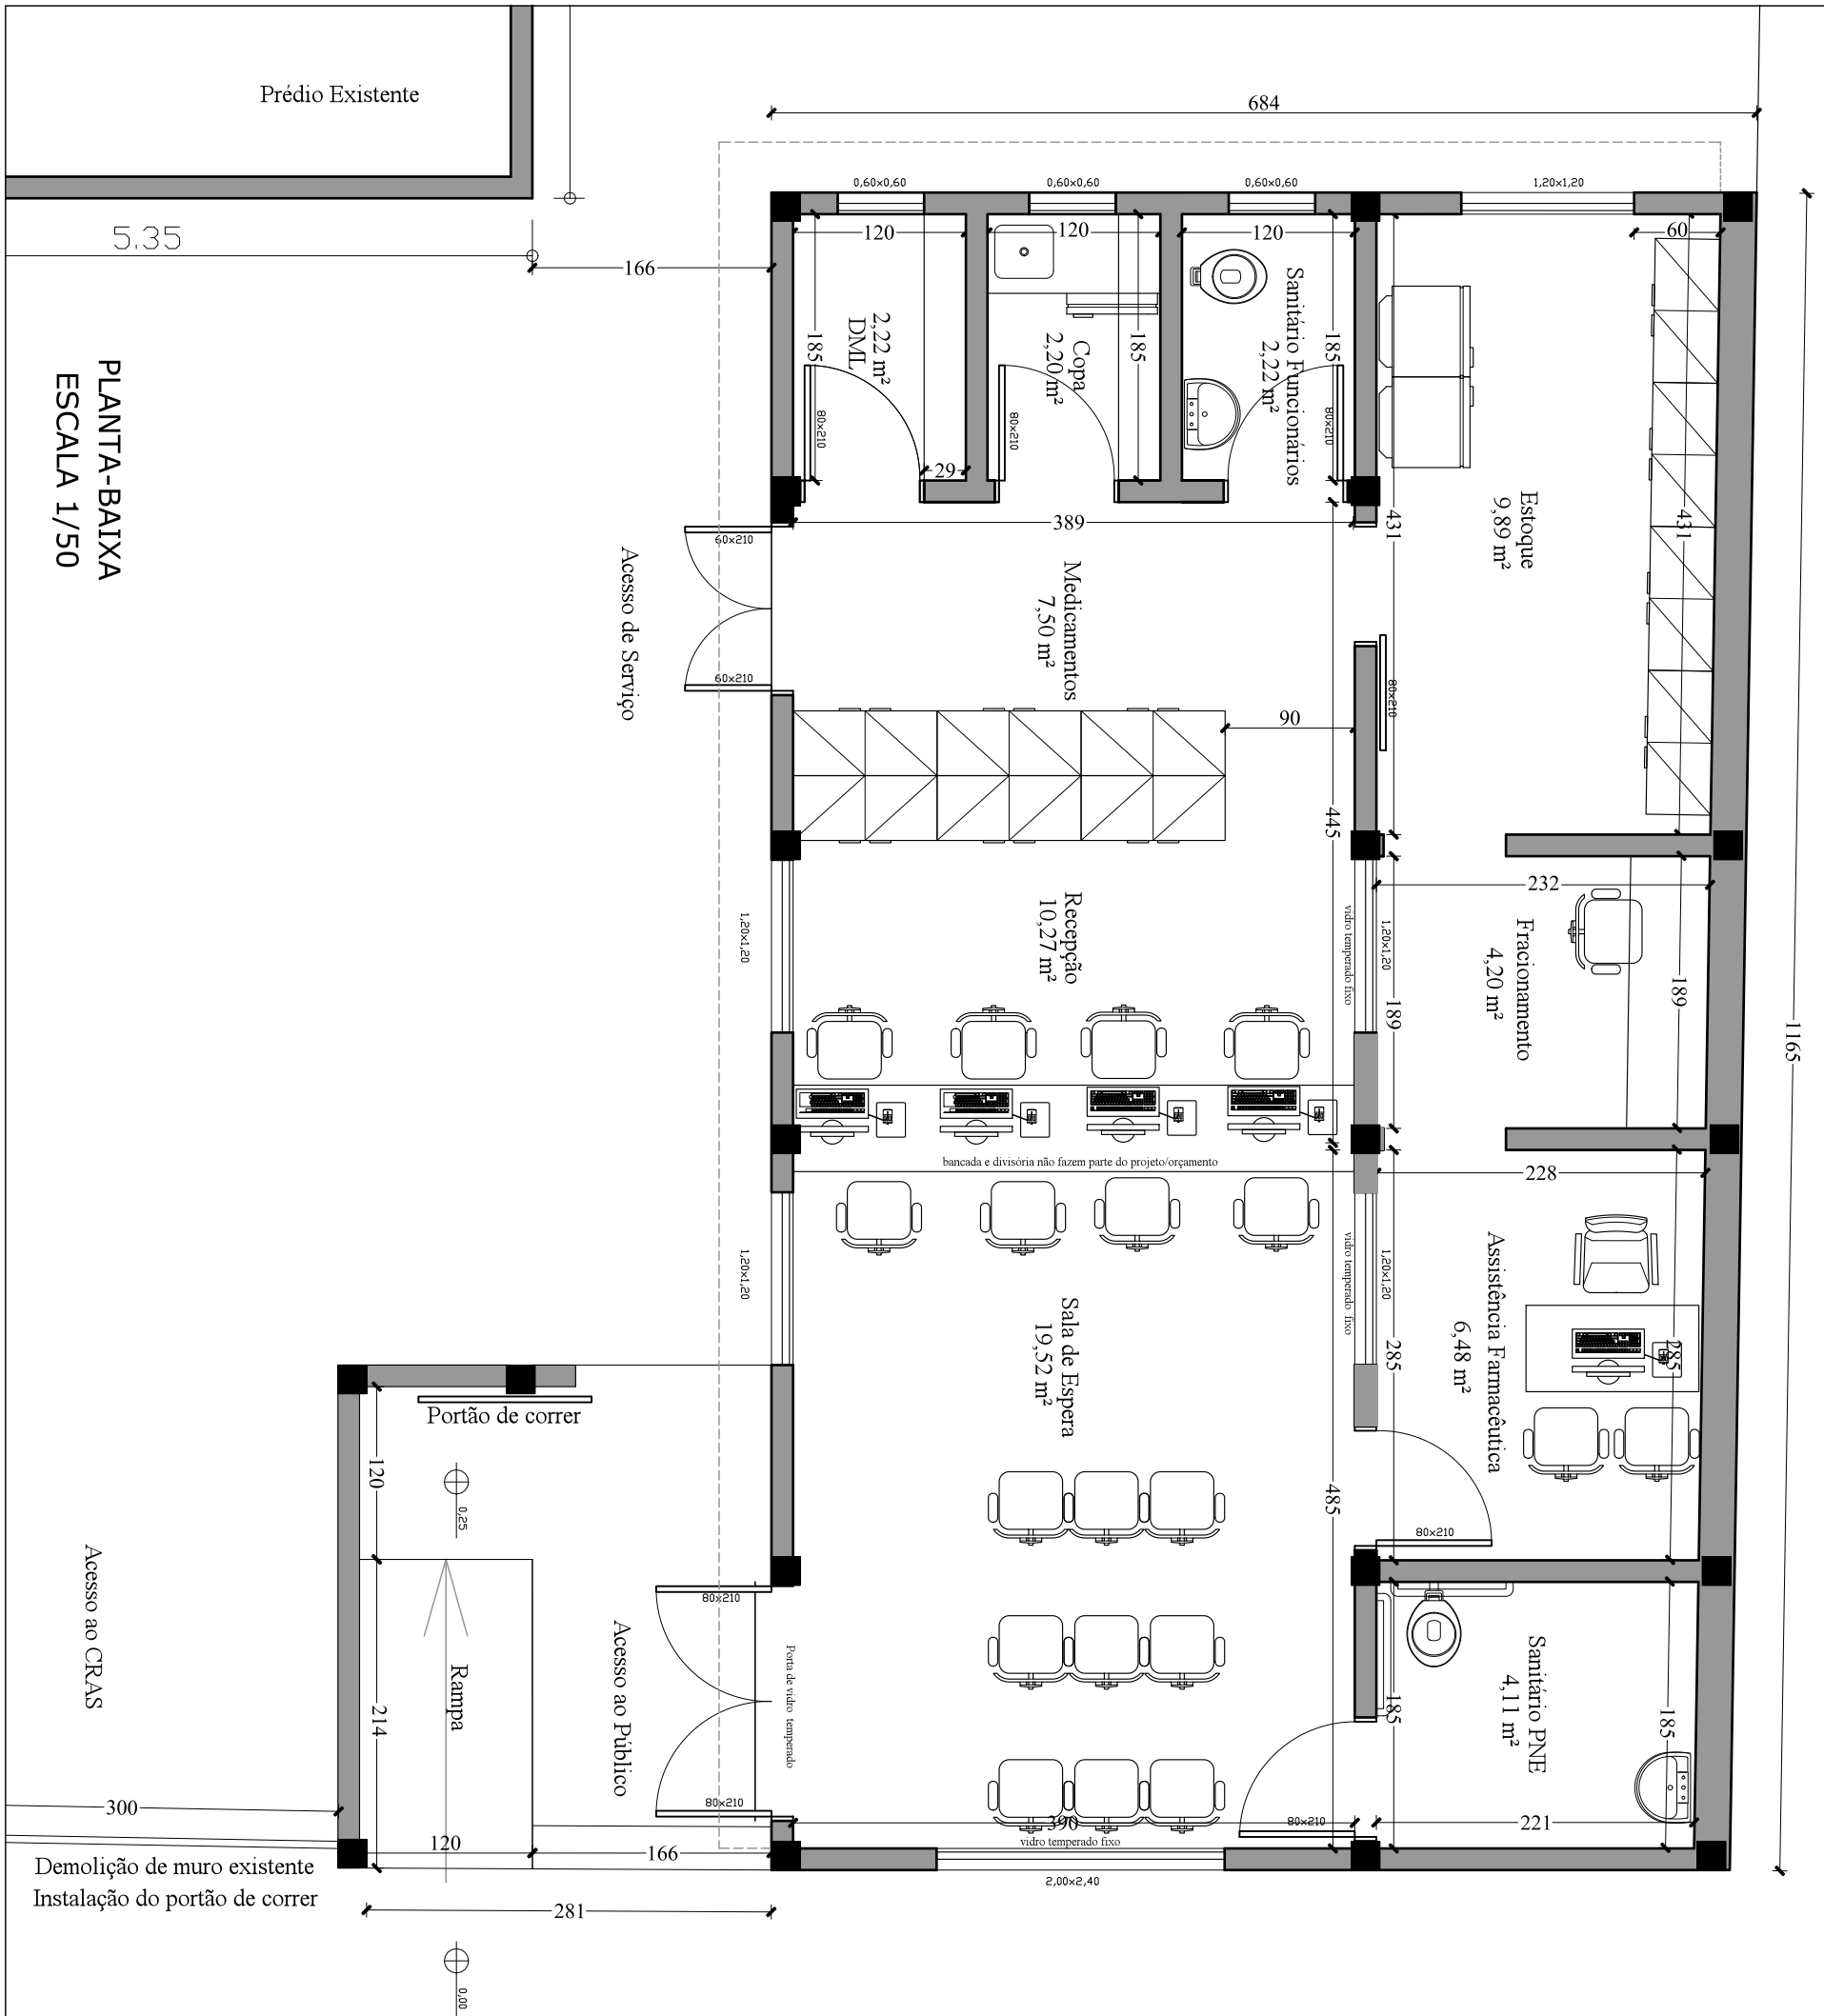 Prédio Existente
684
0,60x0,60
0,60x0,60
0,60x0,60
1,20x1,20
5.35
166
120
120
120
60
PLANTA-BAIXA
ESCALA 1/50
185
2,22 m²
DML
80x210
29
185
Copa
2,20 m²
80x210
185
Sanitário Funcionários
2,22 m²
80x210
431
Estoque
9,89 m²
431
389
60x210
60x210
Acesso de Serviço
Medicamentos
7,50 m²
80x210
90
445
1165
232
Recepção
10,27 m²
1,20x1,20
vidro temperado fixo
1,20x1,20
189
Fracionamento
4,20 m²
189
bancada e divisória não fazem parte do projeto/orçamento
228
1,20x1,20
vidro temperado fixo
1,20x1,20
285
Assistência Farmacêutica
6,48 m²
285
Sala de Espera
19,52 m²
485
80x210
Portão de correr
120
0,25
Rampa
214
Acesso ao CRAS
Acesso ao Público
80x210
80x210
Porta de vidro temperado
185
Sanitário PNE
4,11 m²
185
80x210
390
221
vidro temperado fixo
2,00x2,40
300
120
166
Demolição de muro existente
Instalação do portão de correr
281
0,00